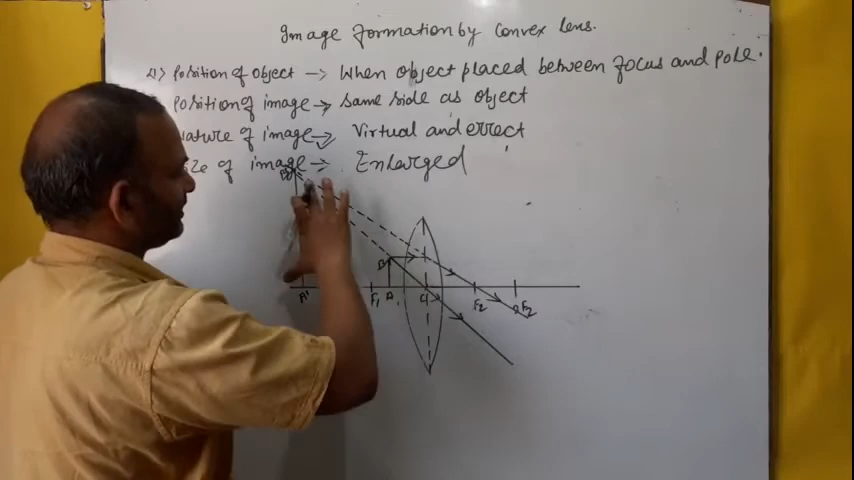 Image formation by Convex Lens.
4) Position of object → When object placed between focus and pole.
Position of image → Same side as object
Nature of image → Virtual and errect
size of image → Enlarged
B'
B
A' F₁ A O F₂ 2F₂